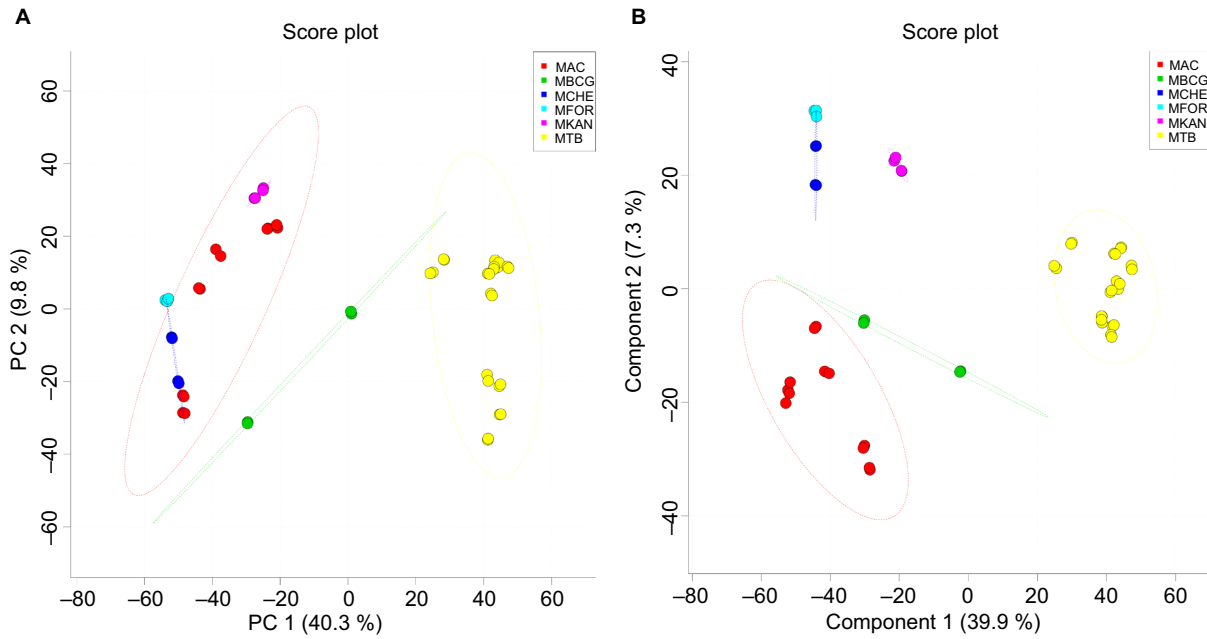 A
Score plot
MAC
MBCG
MCHE
MFOR
MKAN
MTB
60
40
20
0
–20
–40
–60
PC 2 (9.8 %)
–80
–60
–40
–20
0
20
40
60
PC 1 (40.3 %)
B
Score plot
MAC
MBCG
MCHE
MFOR
MKAN
MTB
40
20
0
–20
–40
Component 2 (7.3 %)
–80
–60
–40
–20
0
20
40
60
Component 1 (39.9 %)